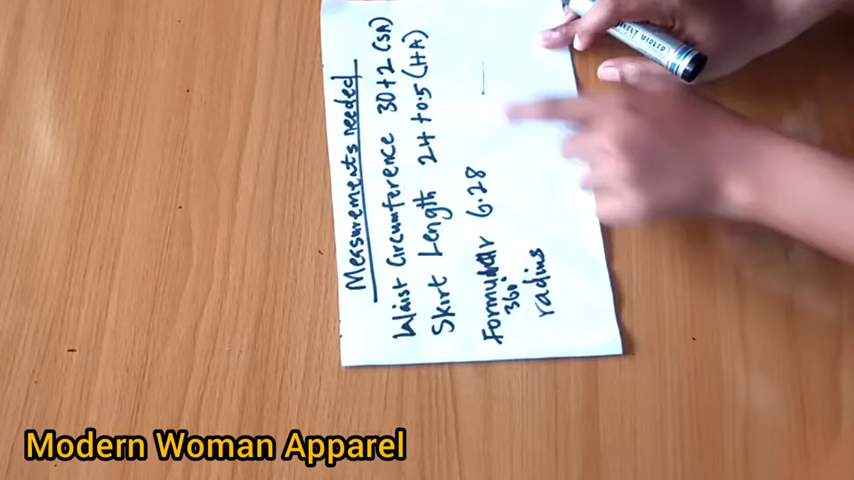 Measurements needed
Waist Circumference 30+2 (SA)
Skirt Length 24+0.5 (HA)
6.28
360°
radius
Modern Woman Apparel